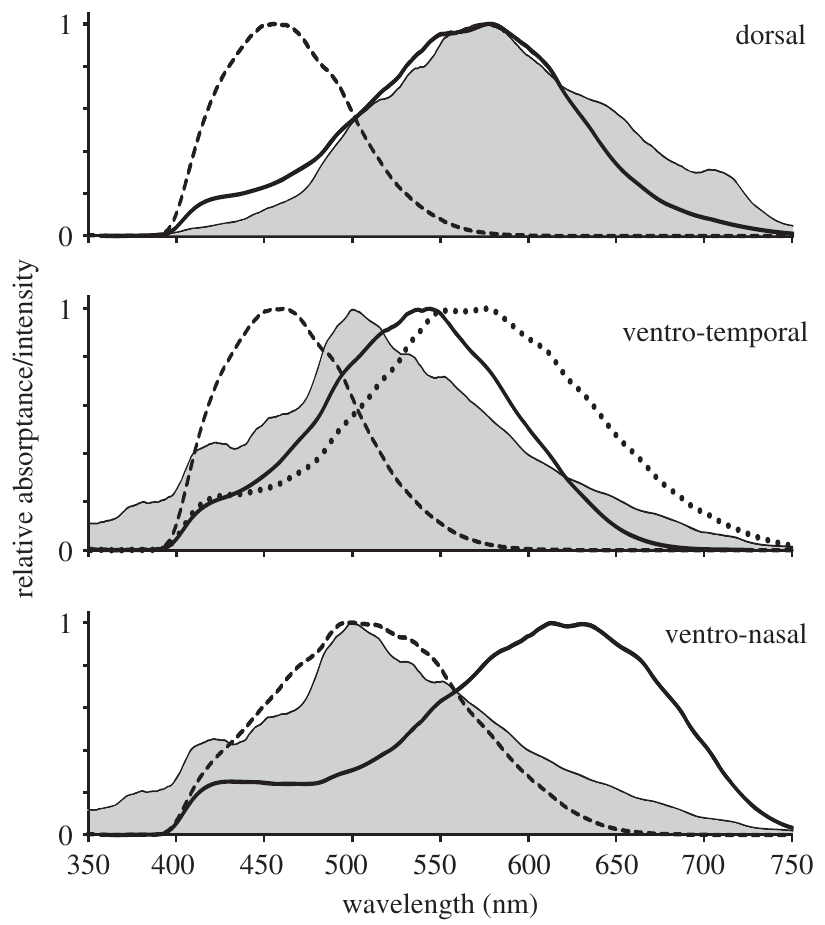 1
dorsal
0
1
ventro-temporal
0
1
ventro-nasal
0
350 400 450 500 550 600 650 700 750
wavelength (nm)
relative absorptance/intensity